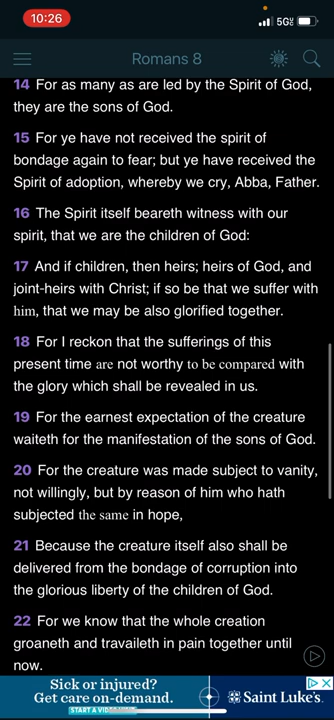 10:26
5G
Romans 8
14 For as many as are led by the Spirit of God,
they are the sons of God.
15 For ye have not received the spirit of
bondage again to fear; but ye have received the
Spirit of adoption, whereby we cry, Abba, Father.
16 The Spirit itself beareth witness with our
spirit, that we are the children of God:
17 And if children, then heirs; heirs of God, and
joint-heirs with Christ; if so be that we suffer with
him, that we may be also glorified together.
18 For I reckon that the sufferings of this
present time are not worthy to be compared with
the glory which shall be revealed in us.
19 For the earnest expectation of the creature
waiteth for the manifestation of the sons of God.
20 For the creature was made subject to vanity,
not willingly, but by reason of him who hath
subjected the same in hope,
21 Because the creature itself also shall be
delivered from the bondage of corruption into
the glorious liberty of the children of God.
22 For we know that the whole creation
groaneth and travaileth in pain together until
now.
Sick or injured?
Get care on-demand.
START A VIDEO
Saint Luke's